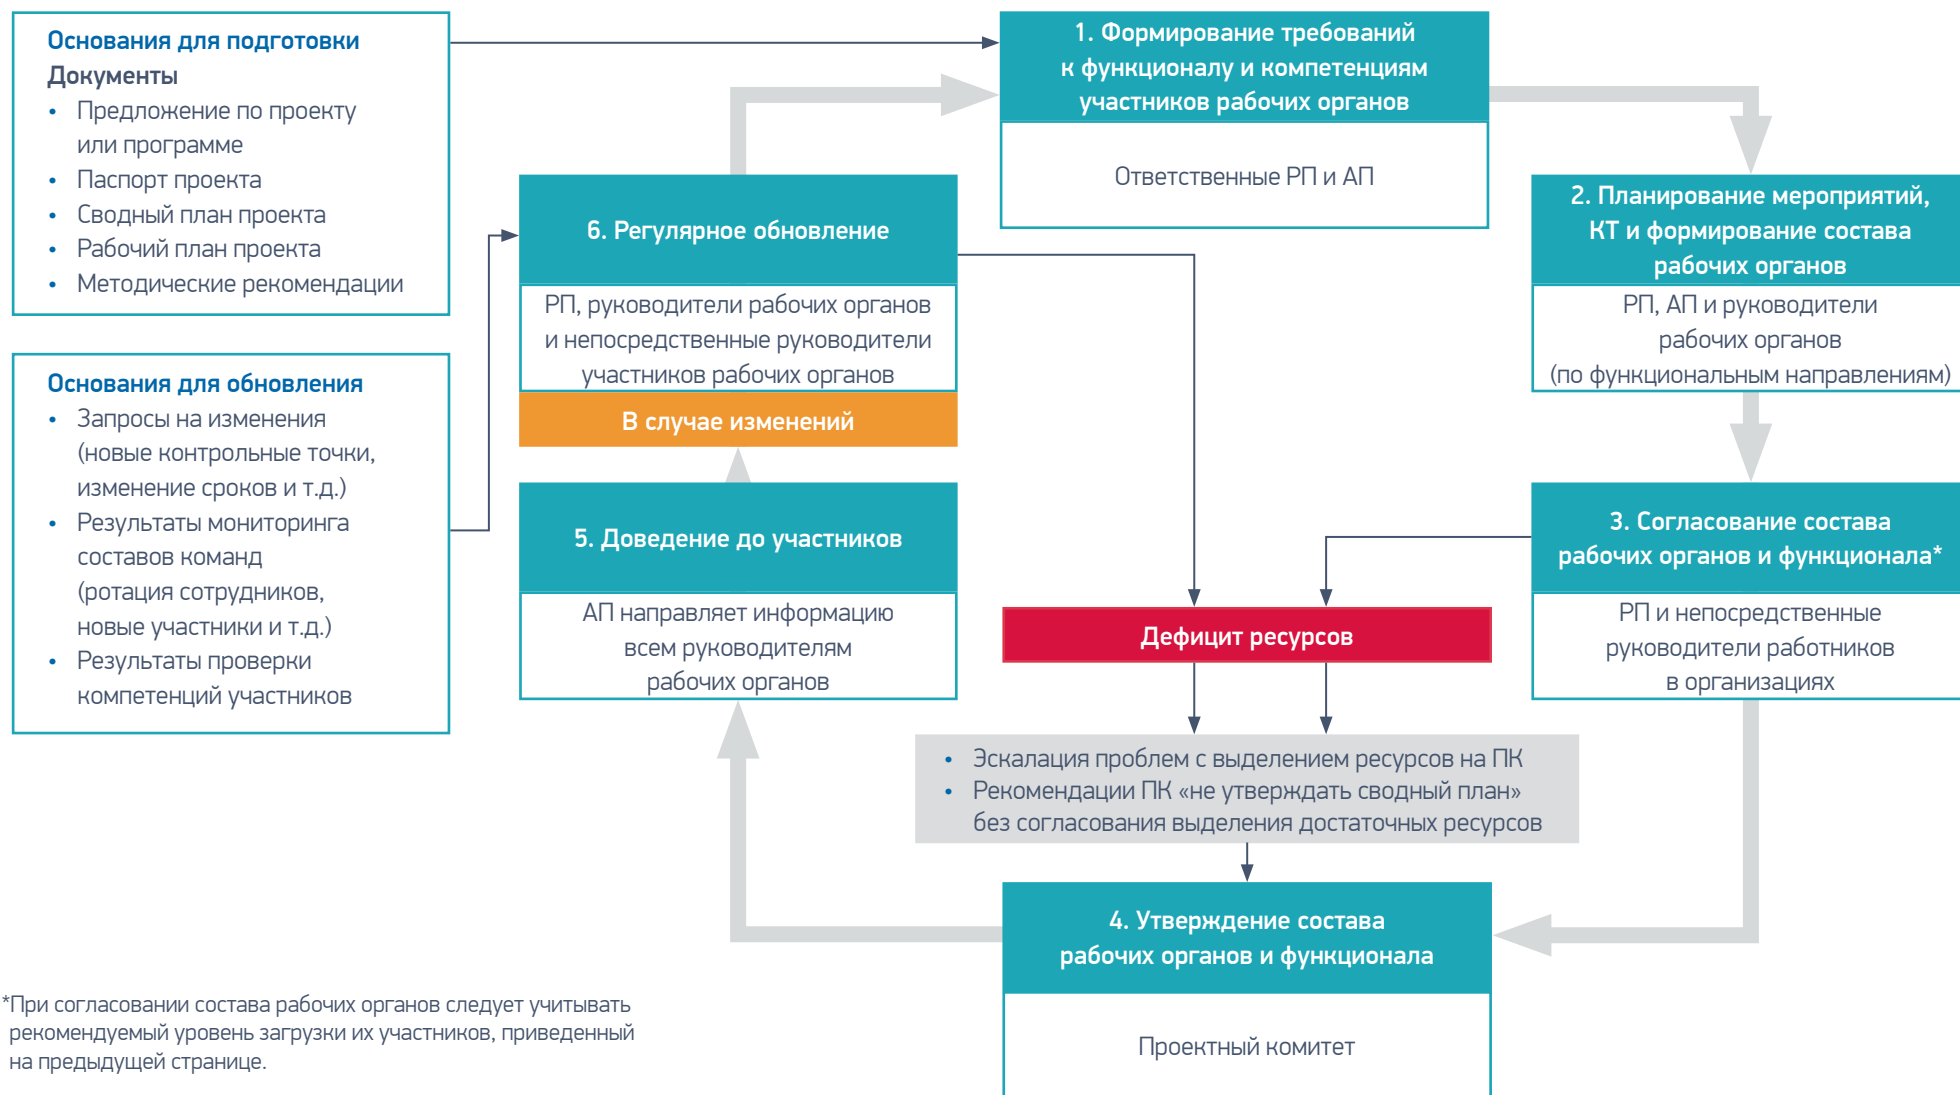 Основания для подготовки
Документы
• Предложение по проекту
или программе
• Паспорт проекта
• Сводный план проекта
• Рабочий план проекта
• Методические рекомендации
Основания для обновления
• Запросы на изменения
(новые контрольные точки,
изменение сроков и т.д.)
• Результаты мониторинга
составов команд
(ротация сотрудников,
новые участники и т.д.)
• Результаты проверки
компетенций участников
1. Формирование требований
к функционалу и компетенциям
участников рабочих органов
Ответственные РП и АП
2. Планирование мероприятий,
КТ и формирование состава
рабочих органов
РП, АП и руководители
рабочих органов
(по функциональным направлениям)
3. Согласование состава
рабочих органов и функционала*
РП и непосредственные
руководители работников
в организациях
6. Регулярное обновление
РП, руководители рабочих органов
и непосредственные руководители
участников рабочих органов
В случае изменений
5. Доведение до участников
АП направляет информацию
всем руководителям
рабочих органов
Дефицит ресурсов
• Эскалация проблем с выделением ресурсов на ПК
• Рекомендации ПК «не утверждать сводный план»
без согласования выделения достаточных ресурсов
4. Утверждение состава
рабочих органов и функционала
Проектный комитет
*При согласовании состава рабочих органов следует учитывать
рекомендуемый уровень загрузки их участников, приведенный
на предыдущей странице.